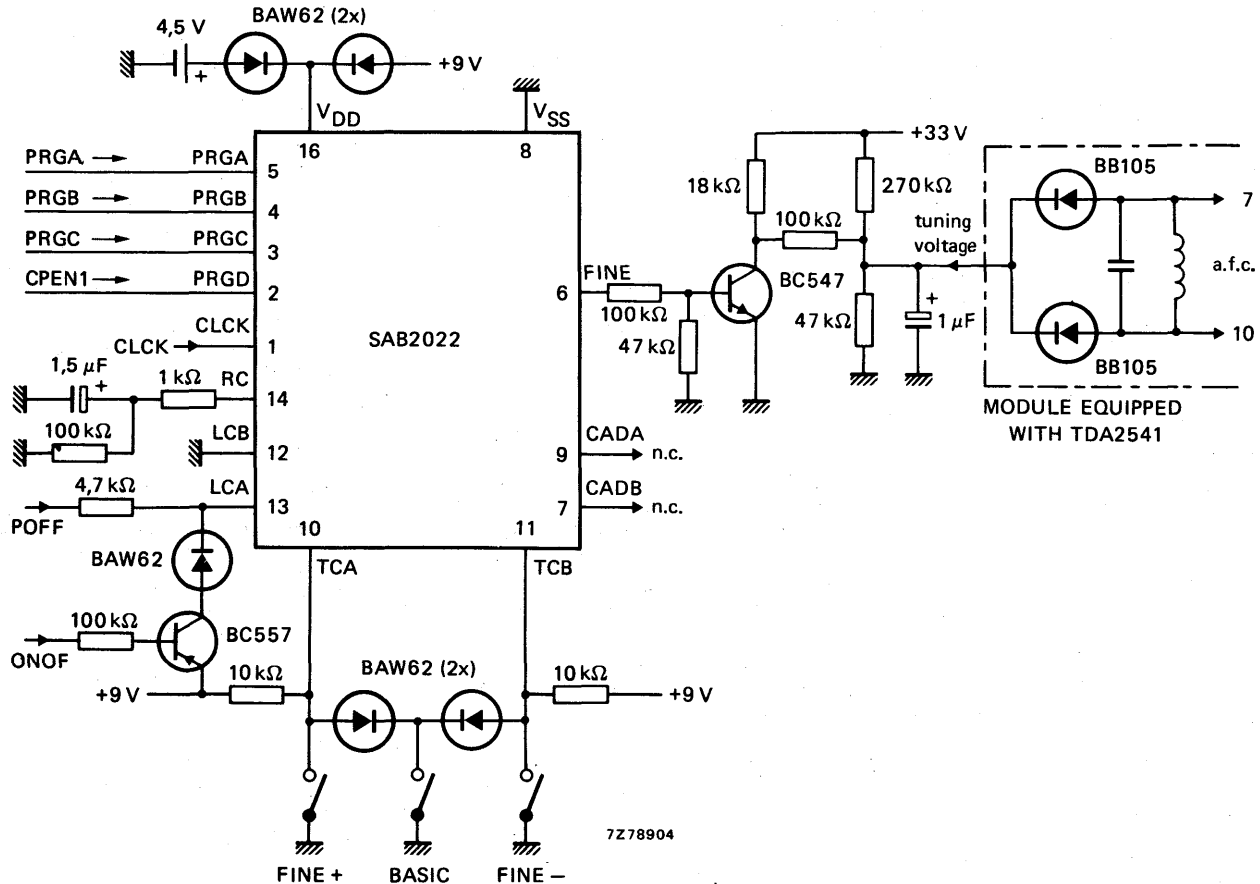 BAW62 (2x)
4,5 V
+
+9 V
VDD
VSS
16
8
+33 V
PRGA → PRGA
5
PRGB → PRGB
4
PRGC → PRGC
3
CPEN1 → PRGD
2
CLCK
CLCK
1
1,5 μF
+
1 kΩ
RC
14
100 kΩ
LCB
12
4,7 kΩ
LCA
13
POFF
SAB2022
FINE
6
100 kΩ
47 kΩ
18 kΩ
270 kΩ
100 kΩ
BC547
47 kΩ
+
1 μF
tuning
voltage
BB105
7
a.f.c.
10
BB105
MODULE EQUIPPED
WITH TDA2541
CADA
9
n.c.
CADB
7
n.c.
10
11
TCA
TCB
BAW62
100 kΩ
BC557
ONOF
+9 V
10 kΩ
BAW62 (2x)
10 kΩ
+9 V
7Z78904
FINE + BASIC FINE –